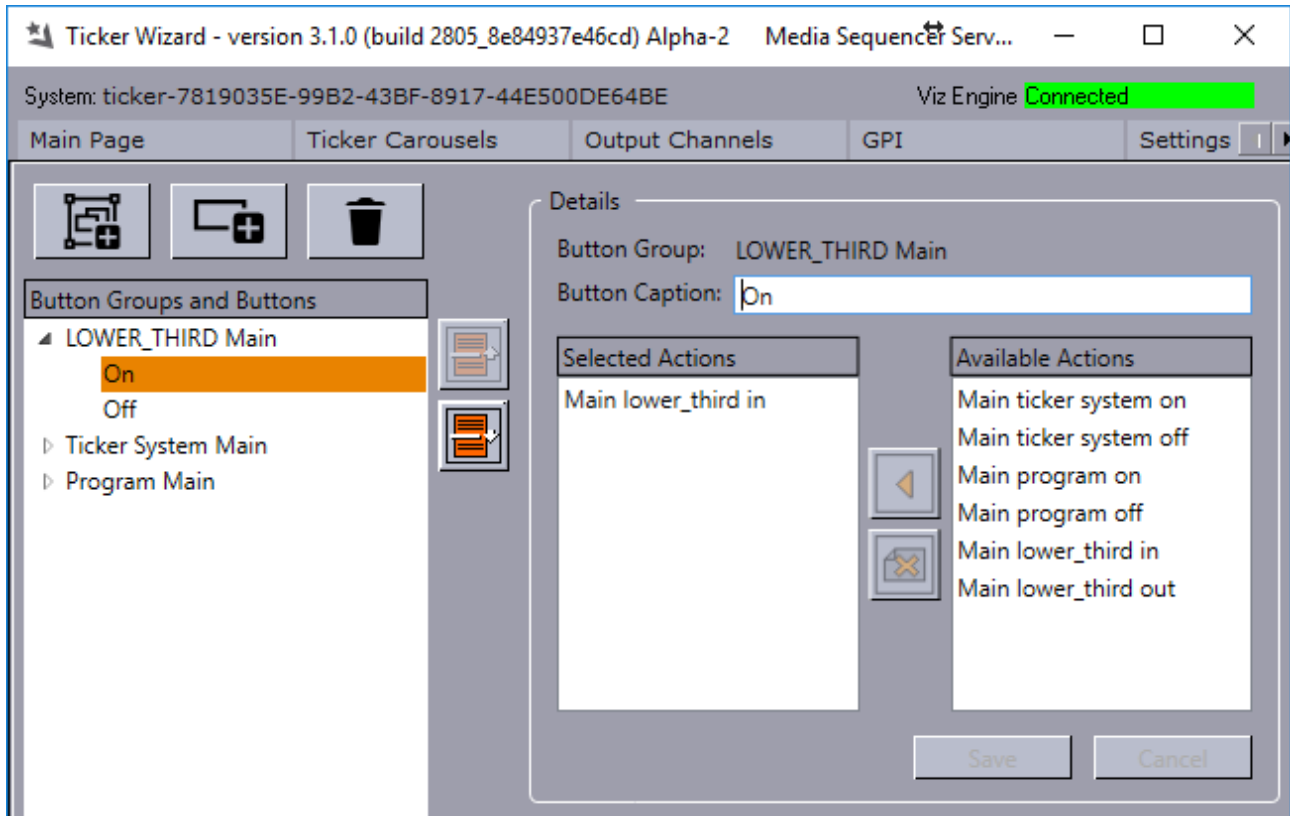 Ticker Wizard - version 3.1.0 (build 2805_8e84937e46cd) Alpha-2 Media Sequencer Serv...
System: ticker-7819035E-99B2-43BF-8917-44E500DE64BE Viz Engine Connected
Main Page Ticker Carousels Output Channels GPI Settings
Details
Button Group: LOWER_THIRD Main
Button Caption: On
Button Groups and Buttons
LOWER_THIRD Main
On
Off
Ticker System Main
Program Main
Selected Actions
Main lower_third in
Available Actions
Main ticker system on
Main ticker system off
Main program on
Main program off
Main lower_third in
Main lower_third out
Save Cancel